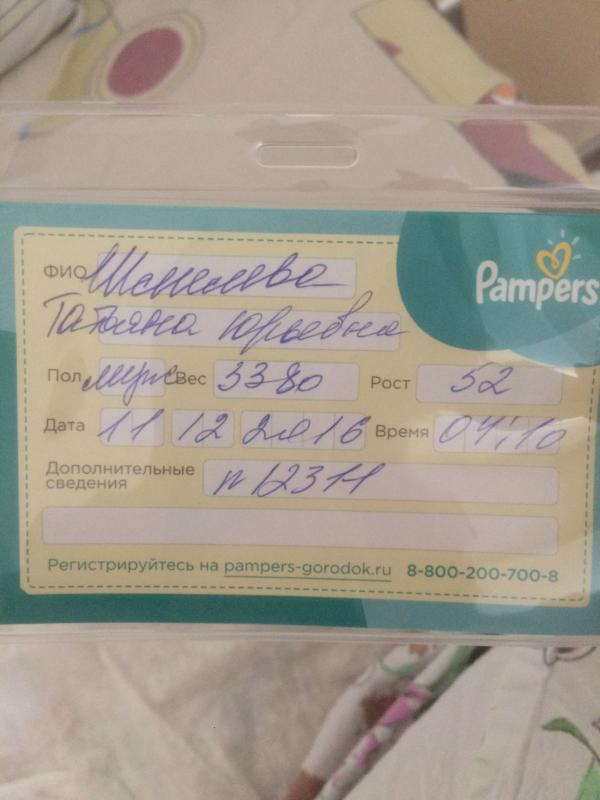 Pampers
ФИО
Татьяна Юрьевна
Пол муж Вес 3380 Рост 52
Дата 11 12 2016 Время 04:10
Дополнительные
сведения n 12311
Регистрируйтесь на pampers-gorodok.ru 8-800-200-700-8